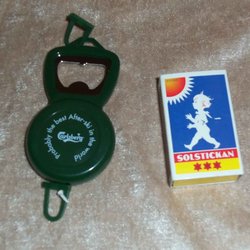 Probably the best After-ski in the world
Carlsberg
SOLSTICKAN